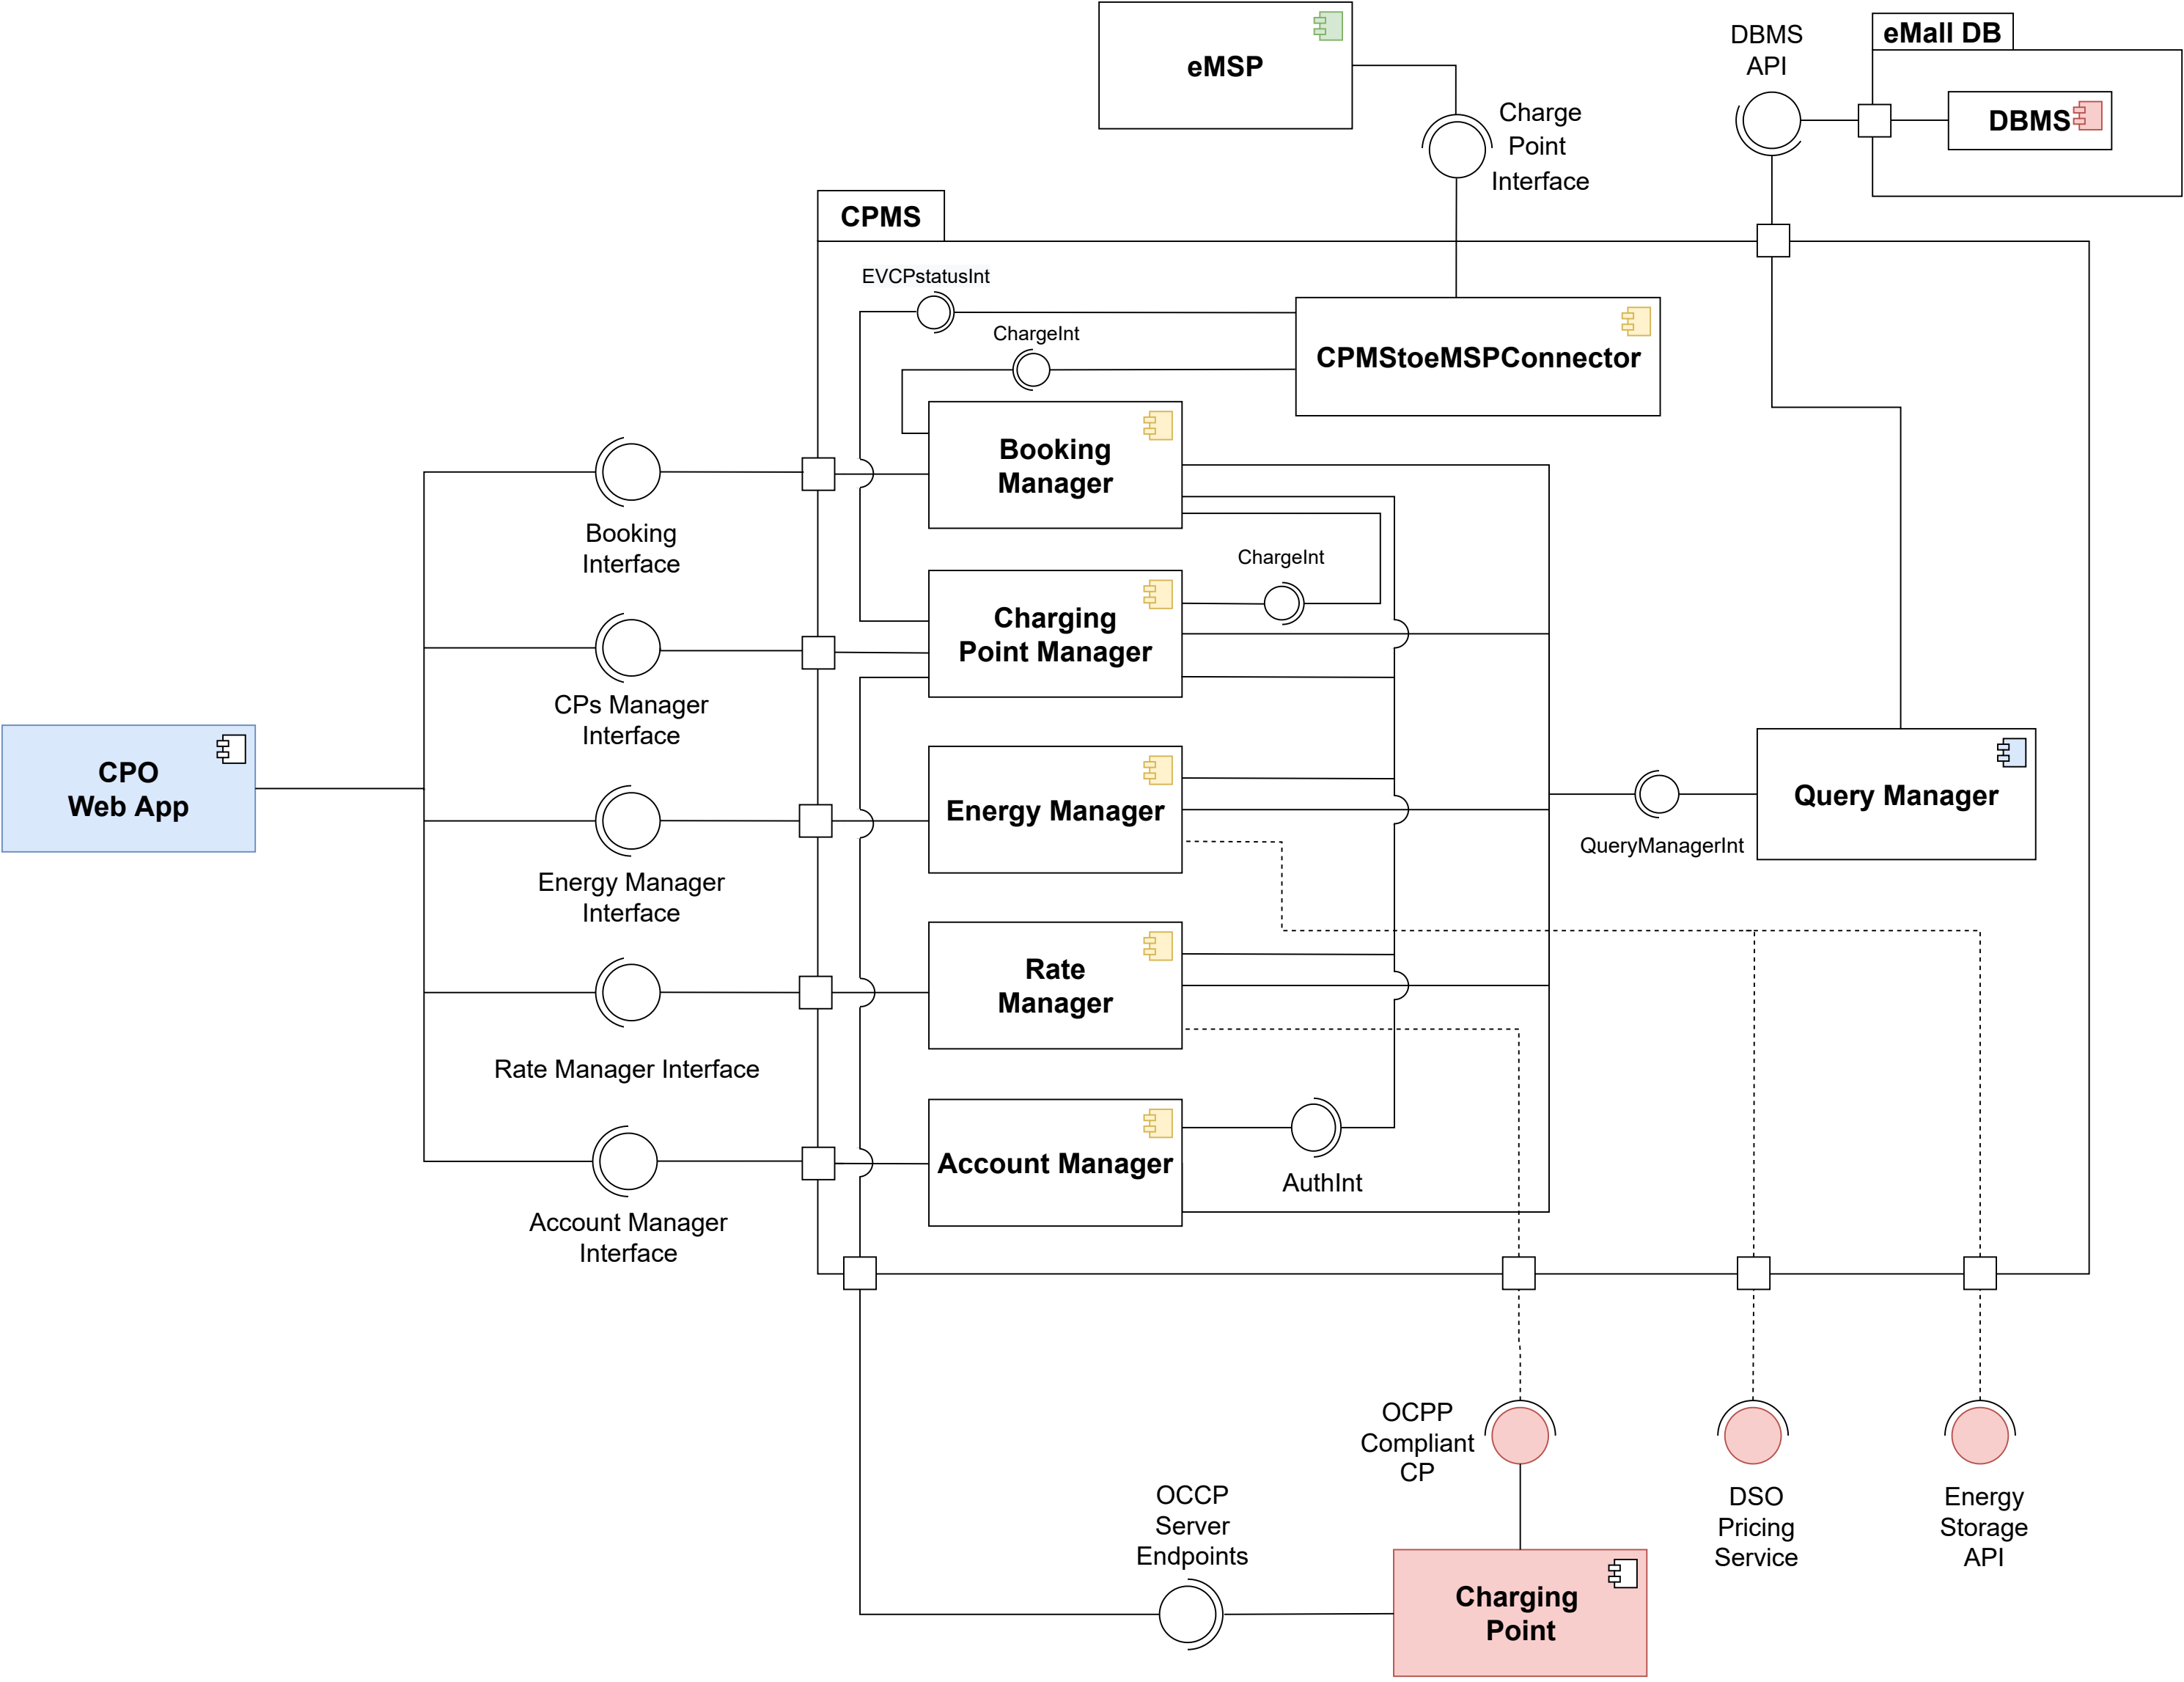 eMSP
Charge
Point
Interface
DBMS
API
eMall DB
DBMS
CPMS
EVCPstatusInt
ChargeInt
CPMStoeMSPConnector
Booking
Manager
Booking
Interface
ChargeInt
Charging
Point Manager
CPs Manager
Interface
CPO
Web App
Energy Manager
Query Manager
QueryManagerInt
Energy Manager
Interface
Rate
Manager
Rate Manager Interface
Account Manager
AuthInt
Account Manager
Interface
OCPP
Compliant
CP
OCCP
Server
Endpoints
DSO
Pricing
Service
Energy
Storage
API
Charging
Point